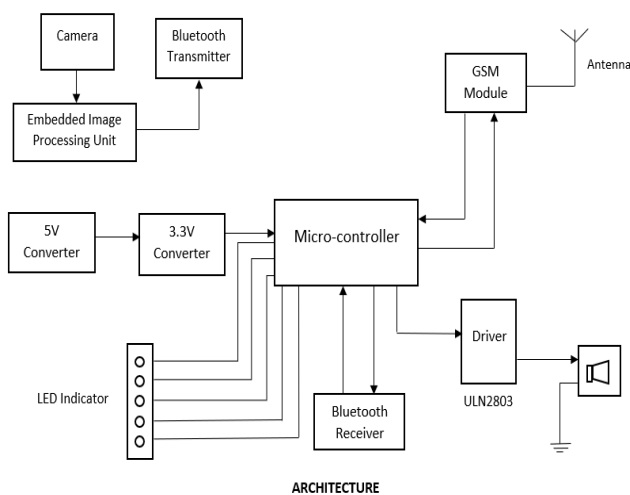 Camera
Bluetooth
Transmitter
Embedded Image
Processing Unit
GSM
Module
Antenna
5V
Converter
3.3V
Converter
Micro-controller
LED Indicator
Bluetooth
Receiver
Driver
ULN2803
ARCHITECTURE